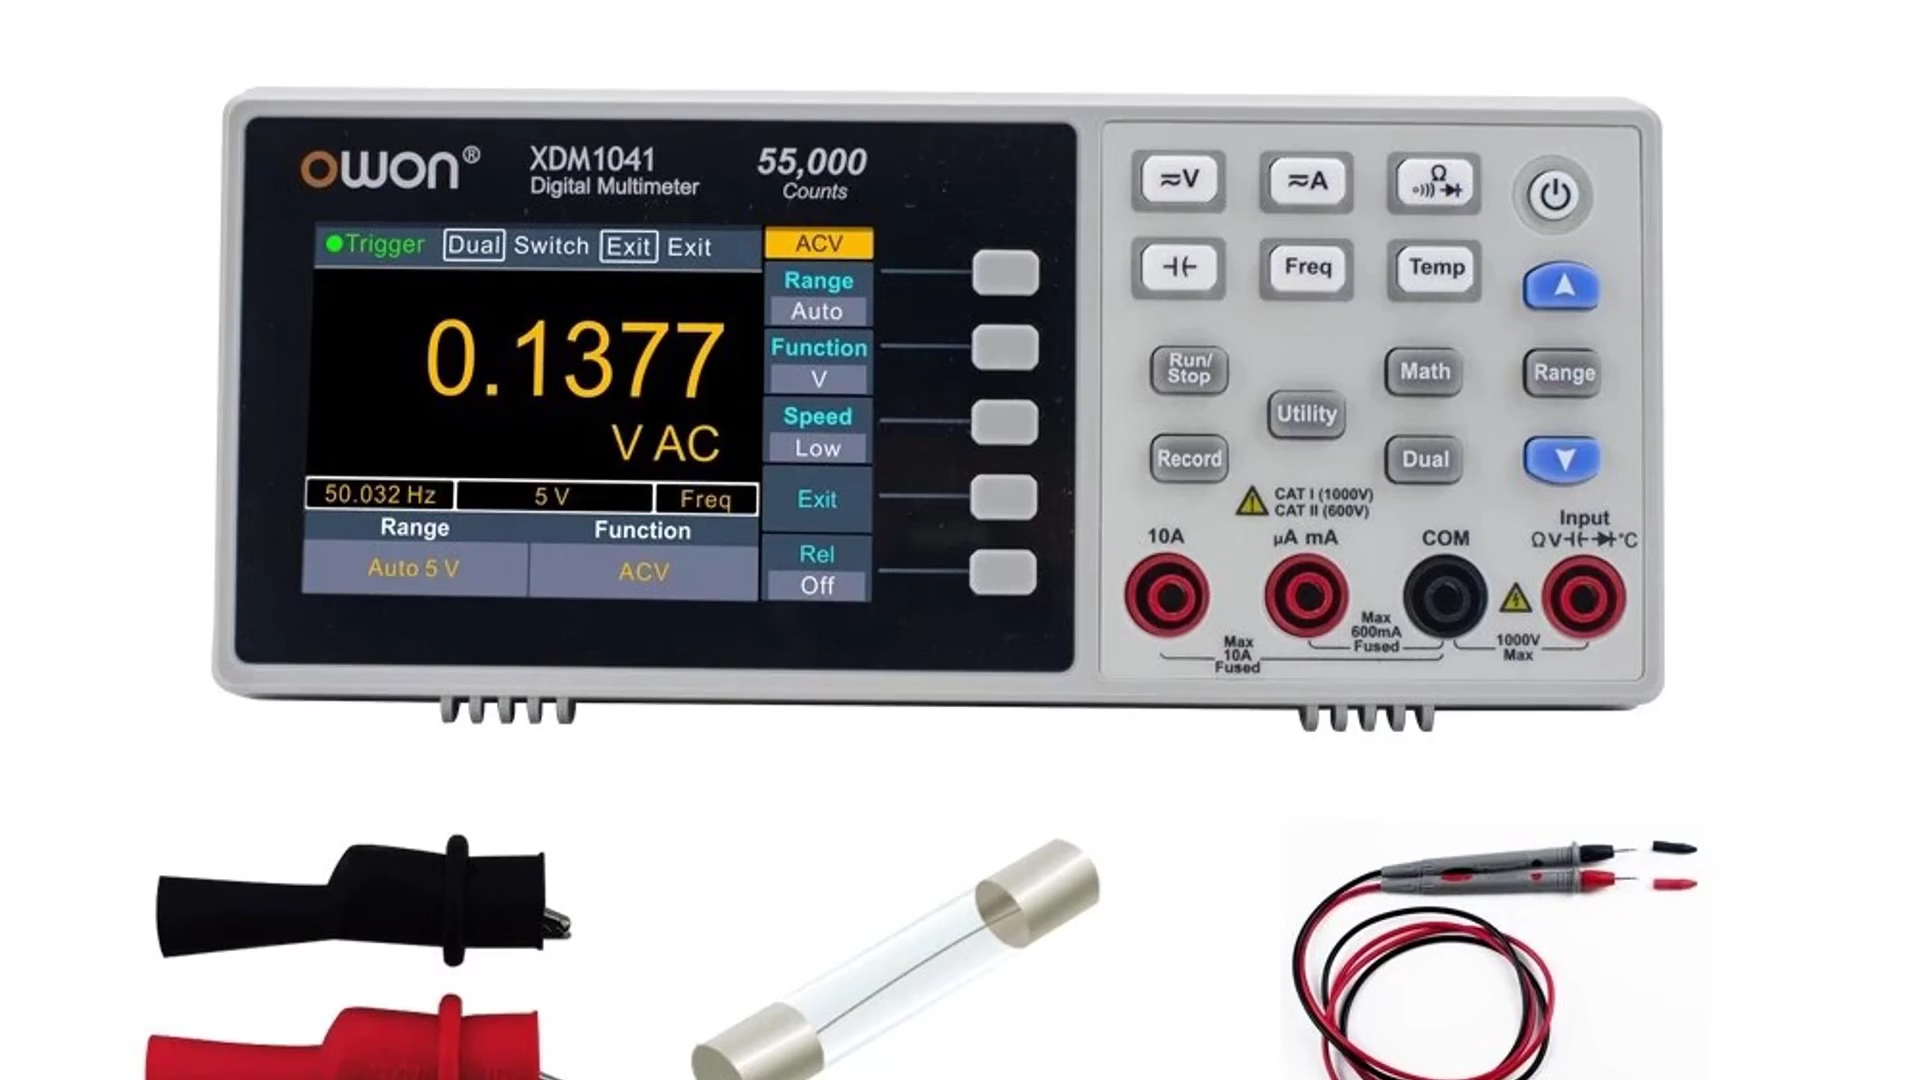 owon®
XDM1041
Digital Multimeter
55,000
Counts
Trigger Dual Switch Exit Exit
ACV
Range
Auto
Function
V
Speed
Low
Exit
Rel
Off
0.1377
V AC
50.032 Hz 5 V Freq
Range Function
Auto 5 V ACV
≂V ≂A Ω
Freq Temp
Run/
Stop
Math Range
Utility
Record Dual
CAT I (1000V)
CAT II (600V)
10A µA mA COM Input
Ω V °C
Max
10A
Fused
Max
600mA
Fused
1000V
Max